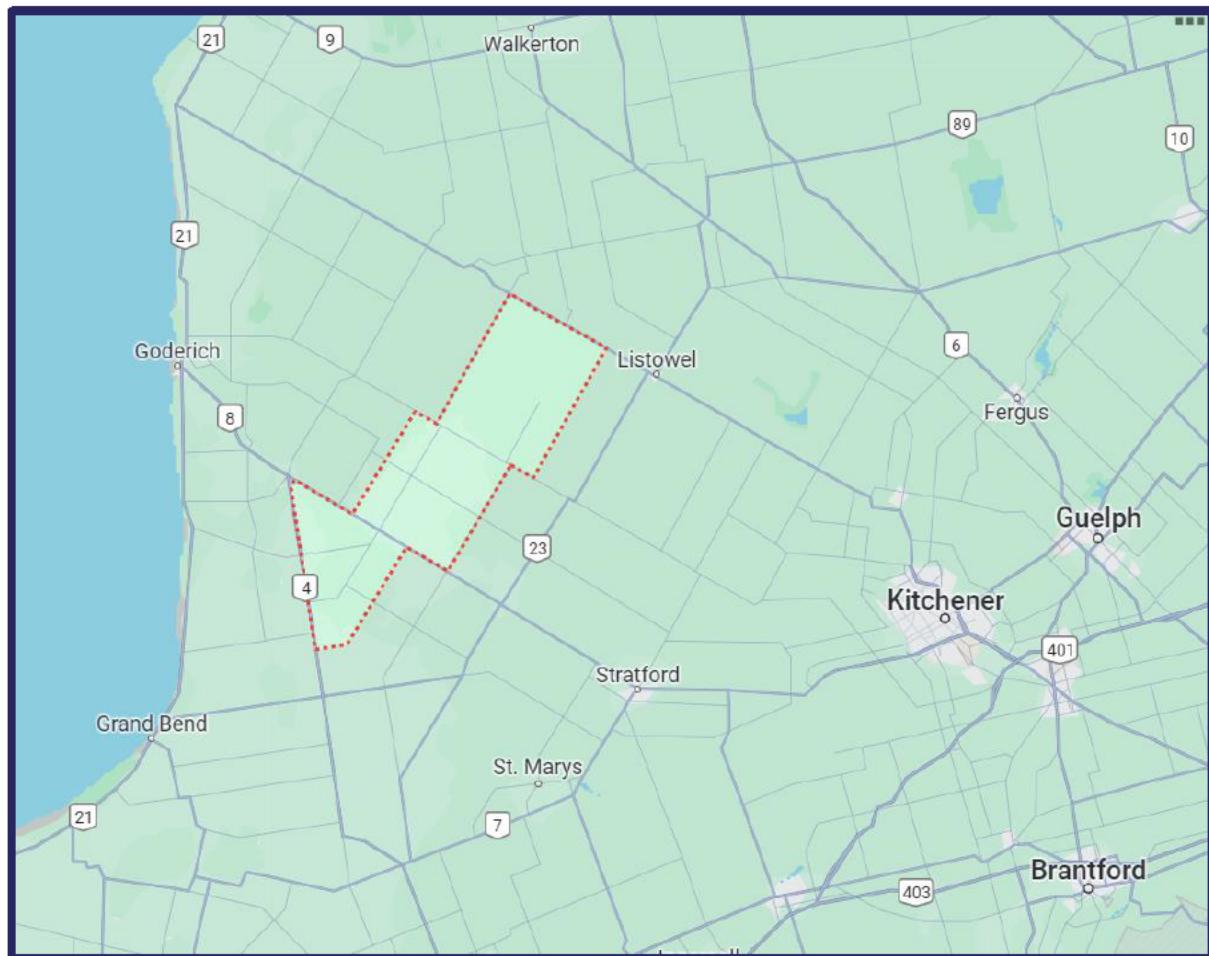 21
9
Walkerton
89
10
21
Goderich
Listowel
6
8
Fergus
Guelph
23
4
Kitchener
401
Stratford
Grand Bend
St. Marys
21
7
Brantford
403